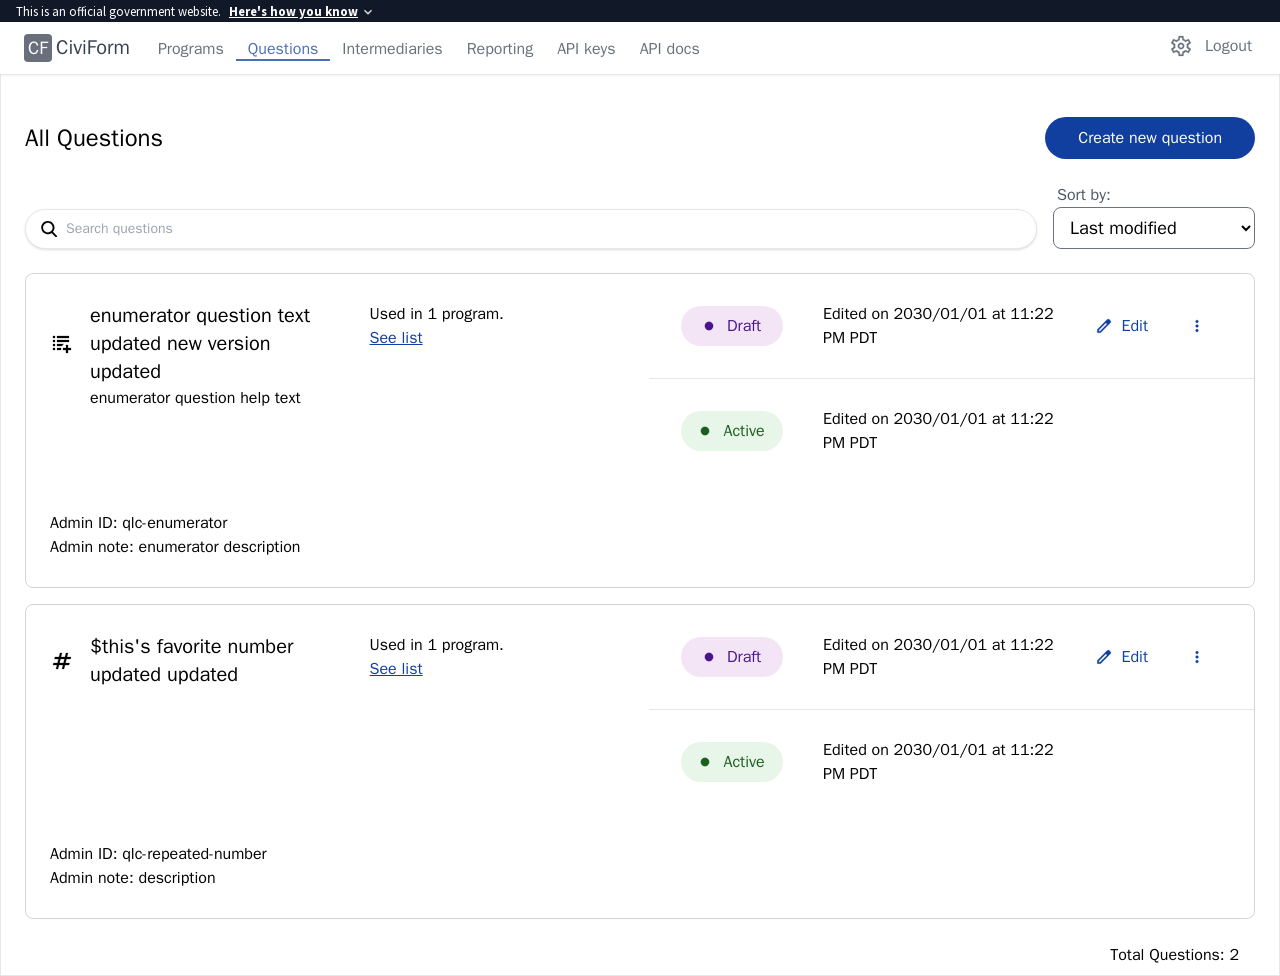 This is an official government website. Here's how you know
CF CiviForm Programs Questions Intermediaries Reporting API keys API docs Logout
All Questions
Create new question
Sort by:
Search questions
Last modified
enumerator question text
updated new version
updated
enumerator question help text
Used in 1 program.
See list
Draft
Edited on 2030/01/01 at 11:22
PM PDT
Edit
Active
Edited on 2030/01/01 at 11:22
PM PDT
Admin ID: qlc-enumerator
Admin note: enumerator description
$this's favorite number
updated updated
Used in 1 program.
See list
Draft
Edited on 2030/01/01 at 11:22
PM PDT
Edit
Active
Edited on 2030/01/01 at 11:22
PM PDT
Admin ID: qlc-repeated-number
Admin note: description
Total Questions: 2